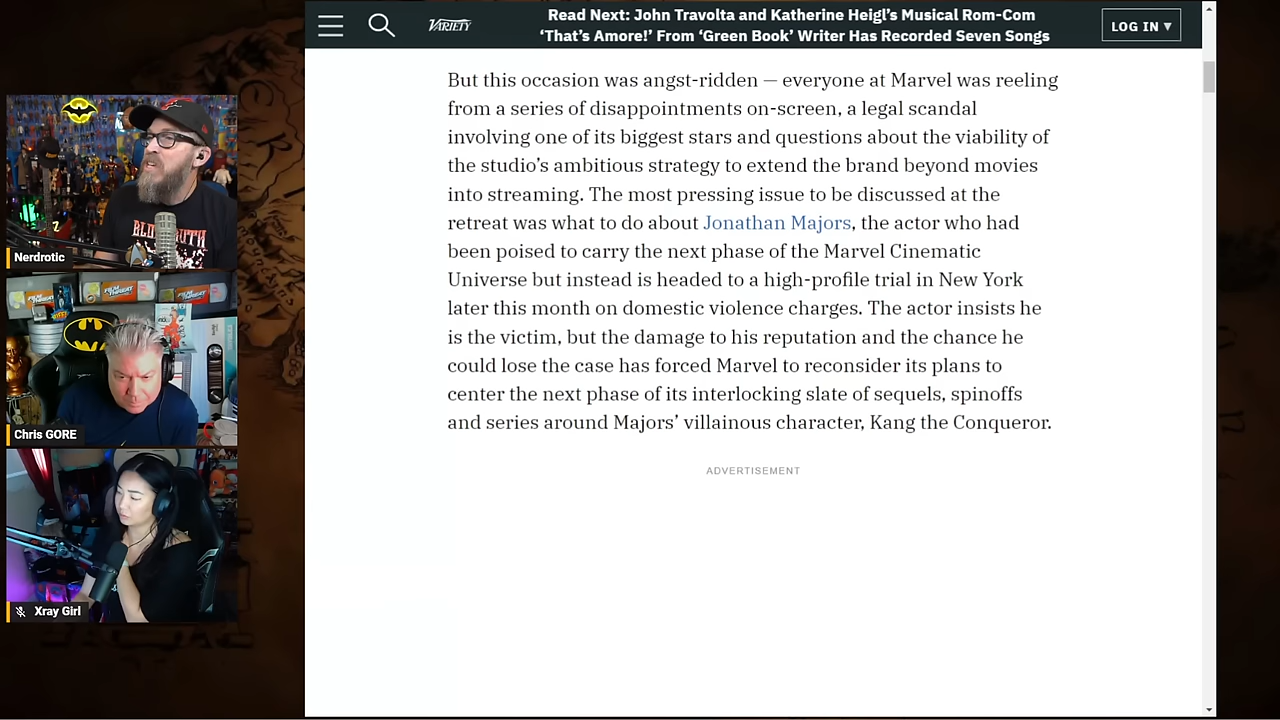 Read Next: John Travolta and Katherine Heigl's Musical Rom-Com
'That's Amore!' From 'Green Book' Writer Has Recorded Seven Songs
VARIETY
LOG IN ▾
But this occasion was angst-ridden — everyone at Marvel was reeling
from a series of disappointments on-screen, a legal scandal
involving one of its biggest stars and questions about the viability of
the studio's ambitious strategy to extend the brand beyond movies
into streaming. The most pressing issue to be discussed at the
retreat was what to do about Jonathan Majors, the actor who had
been poised to carry the next phase of the Marvel Cinematic
Universe but instead is headed to a high-profile trial in New York
later this month on domestic violence charges. The actor insists he
is the victim, but the damage to his reputation and the chance he
could lose the case has forced Marvel to reconsider its plans to
center the next phase of its interlocking slate of sequels, spinoffs
and series around Majors' villainous character, Kang the Conqueror.
ADVERTISEMENT
Nerdrotic
Chris GORE
Xray Girl